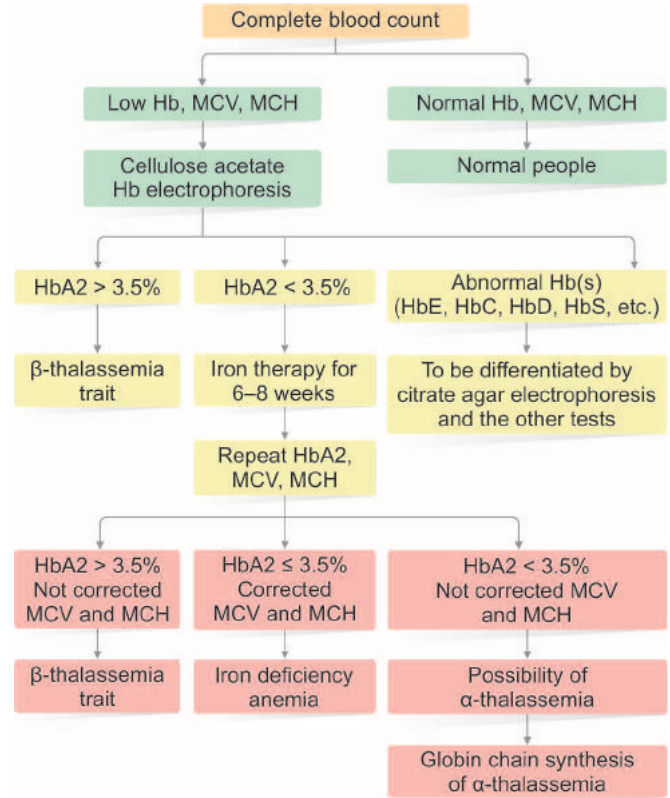 Complete blood count
Low Hb, MCV, MCH
Normal Hb, MCV, MCH
Cellulose acetate
Hb electrophoresis
Normal people
HbA2 > 3.5%
HbA2 < 3.5%
Abnormal Hb(s)
(HbE, HbC, HbD, HbS, etc.)
β-thalassemia
trait
Iron therapy for
6–8 weeks
To be differentiated by
citrate agar electrophoresis
and the other tests
Repeat HbA2,
MCV, MCH
HbA2 > 3.5%
Not corrected
MCV and MCH
HbA2 ≤ 3.5%
Corrected
MCV and MCH
HbA2 < 3.5%
Not corrected MCV
and MCH
β-thalassemia
trait
Iron deficiency
anemia
Possibility of
α-thalassemia
Globin chain synthesis
of α-thalassemia